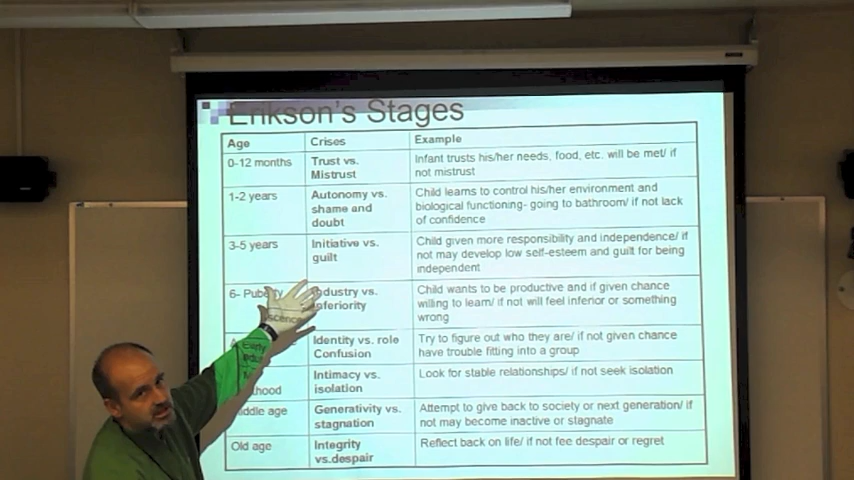 Erikson's Stages
Age Crises Example
0-12 months Trust vs. Mistrust Infant trusts his/her needs, food, etc. will be met/ if not mistrust
1-2 years Autonomy vs. shame and doubt Child learns to control his/her environment and biological functioning- going to bathroom/ if not lack of confidence
3-5 years Initiative vs. guilt Child given more responsibility and independence/ if not may develop low self-esteem and guilt for being independent
6- Puberty Industry vs. Inferiority Child wants to be productive and if given chance willing to learn/ if not will feel inferior or something wrong
Identity vs. role Confusion Try to figure out who they are/ if not given chance have trouble fitting into a group
Intimacy vs. isolation Look for stable relationships/ if not seek isolation
Middle age Generativity vs. stagnation Attempt to give back to society or next generation/ if not may become inactive or stagnate
Old age Integrity vs.despair Reflect back on life/ if not fee despair or regret